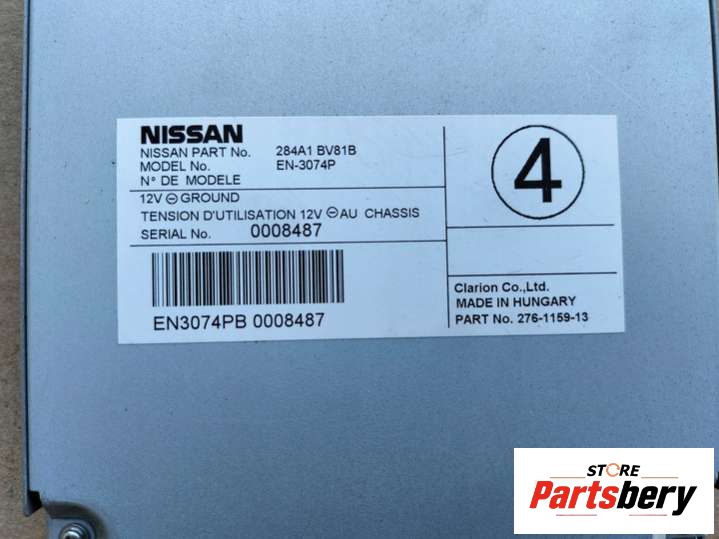 NISSAN
NISSAN PART No. 284A1 BV81B
MODEL No. EN-3074P
N° DE MODELE
12V ⊖ GROUND
TENSION D'UTILISATION 12V ⊖ AU CHASSIS
SERIAL No. 0008487
EN3074PB 0008487
4
Clarion Co.,Ltd.
MADE IN HUNGARY
PART No. 276-1159-13
STORE
Partsbery